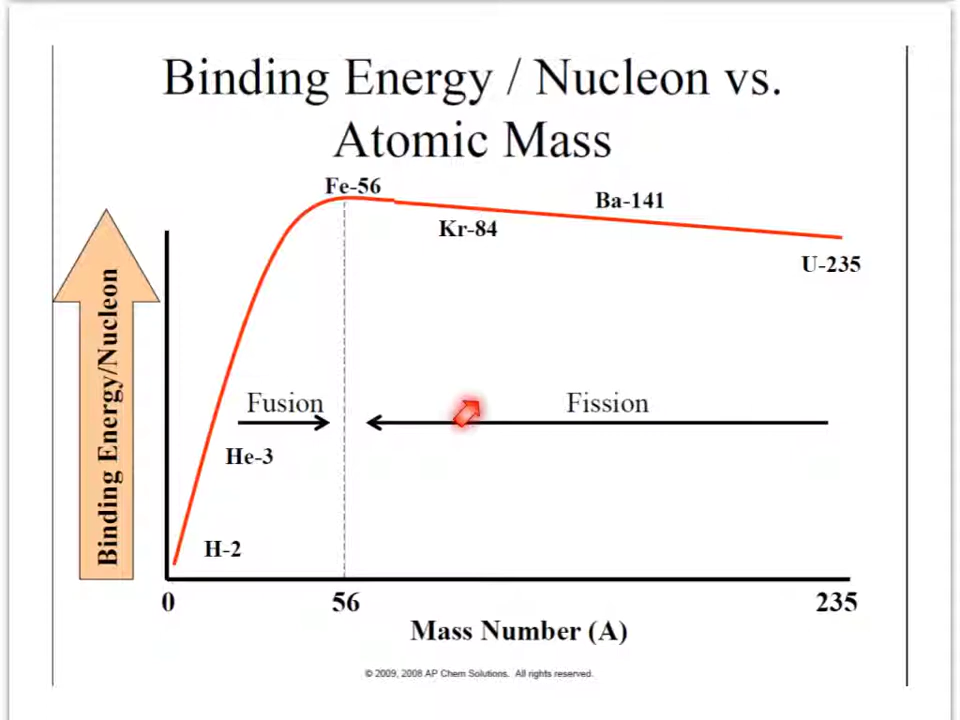 Binding Energy / Nucleon vs.
Atomic Mass
Fe-56
Ba-141
Kr-84
U-235
Binding Energy/Nucleon
Fusion
Fission
He-3
H-2
0
56
235
Mass Number (A)
© 2009, 2008 AP Chem Solutions. All rights reserved.